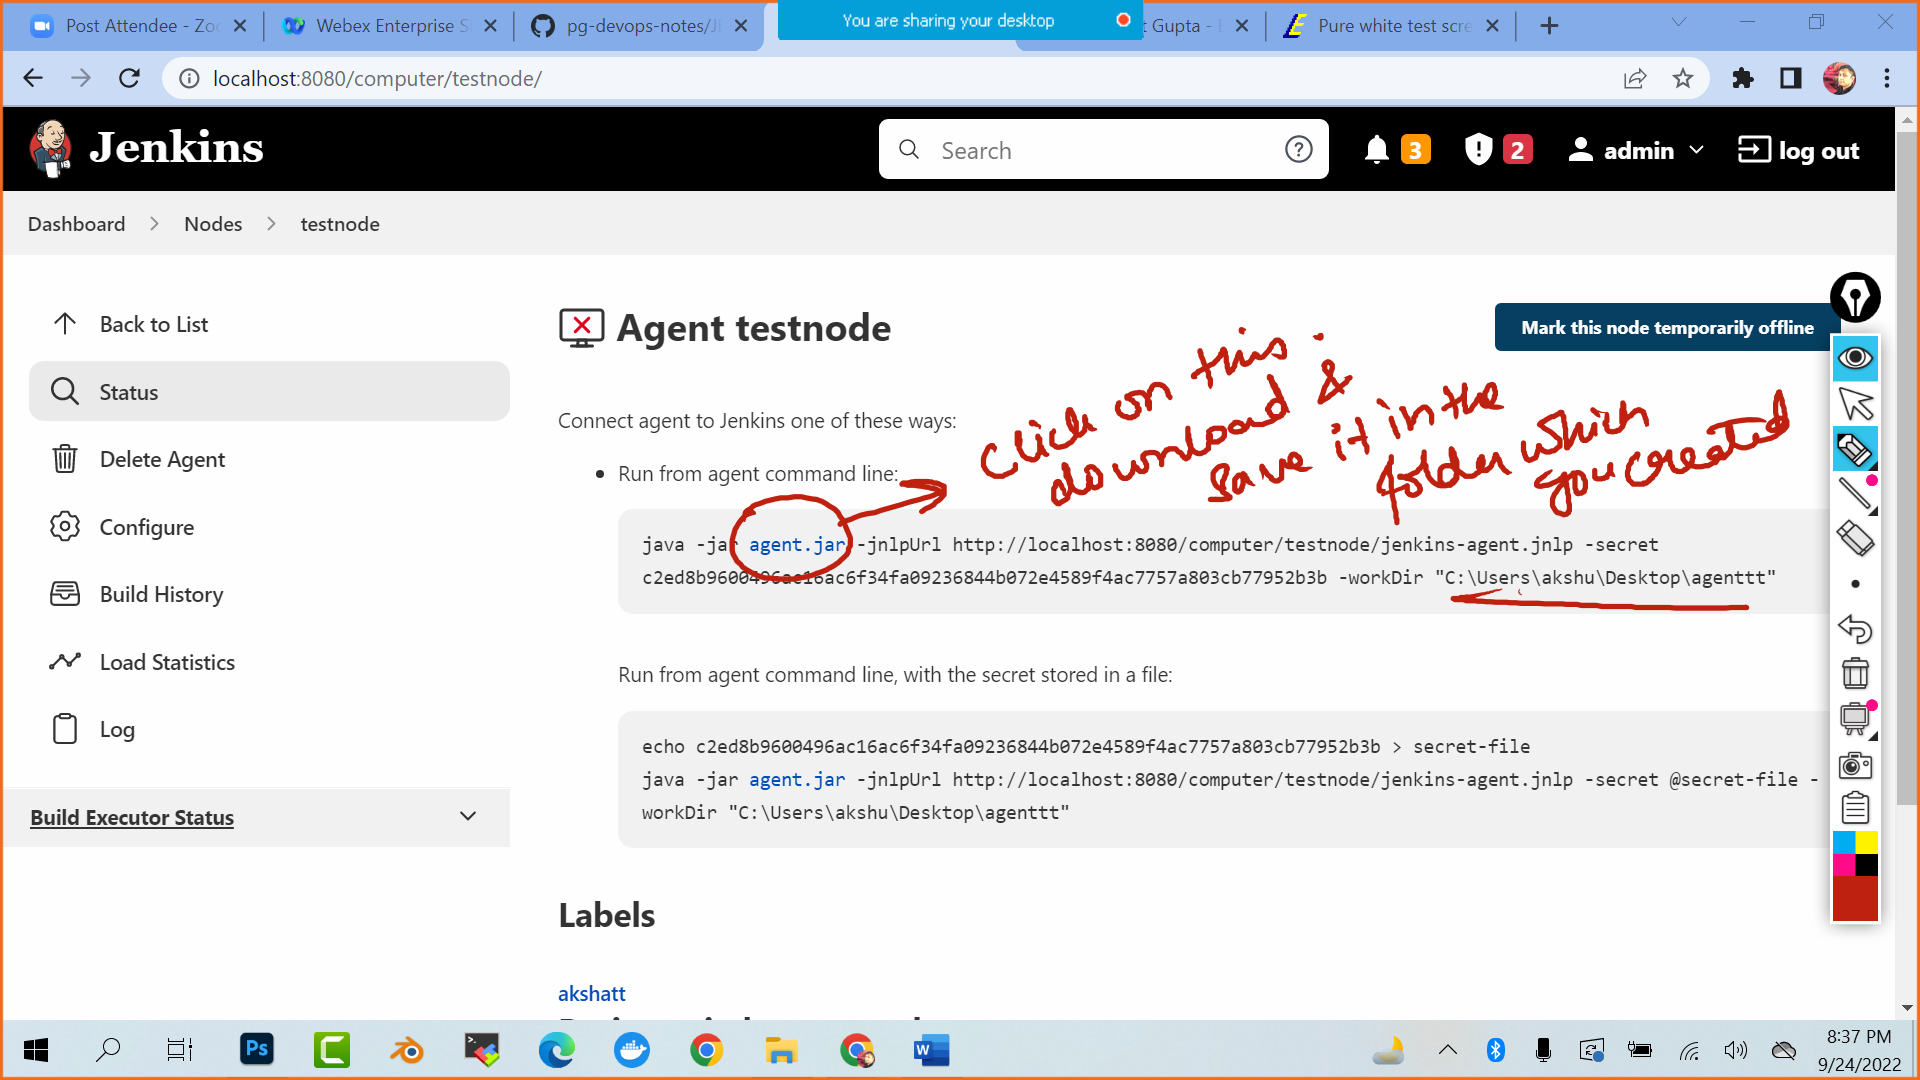 Post Attendee - Zoo
Webex Enterprise S
pg-devops-notes/JE
You are sharing your desktop
t Gupta - E
Pure white test scre
localhost:8080/computer/testnode/
Jenkins
Search
3
2
admin
log out
Dashboard
Nodes
testnode
Back to List
Status
Delete Agent
Configure
Build History
Load Statistics
Log
Build Executor Status
Agent testnode
Mark this node temporarily offline
click on this
download &
save it in the
folder which
you created
Connect agent to Jenkins one of these ways:
Run from agent command line:
java -jar agent.jar -jnlpUrl http://localhost:8080/computer/testnode/jenkins-agent.jnlp -secret
c2ed8b9600496ac16ac6f34fa09236844b072e4589f4ac7757a803cb77952b3b -workDir "C:\Users\akshu\Desktop\agenttt"
Run from agent command line, with the secret stored in a file:
echo c2ed8b9600496ac16ac6f34fa09236844b072e4589f4ac7757a803cb77952b3b > secret-file
java -jar agent.jar -jnlpUrl http://localhost:8080/computer/testnode/jenkins-agent.jnlp -secret @secret-file -
workDir "C:\Users\akshu\Desktop\agenttt"
Labels
akshatt
Ps
8:37 PM
9/24/2022